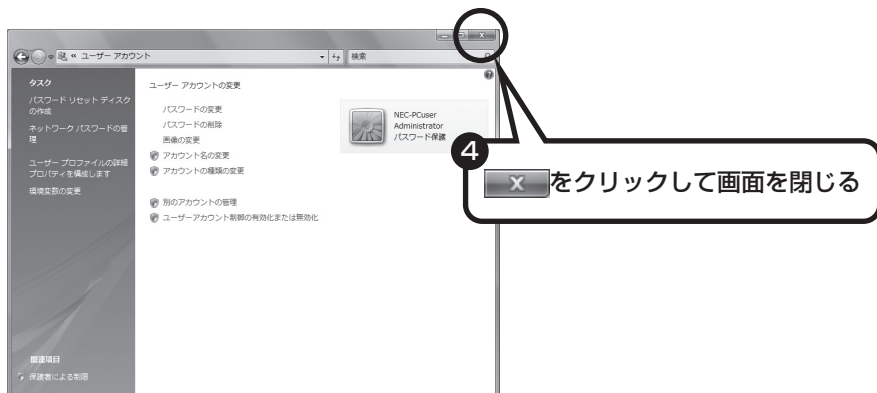 « ユーザー アカウント
検索
タスク
パスワード リセット ディスク
の作成
ネットワーク パスワードの管
理
ユーザー プロファイルの詳細
プロパティを構成します
環境変数の変更
関連項目
保護者による制限
ユーザー アカウントの変更
パスワードの変更
パスワードの削除
画像の変更
アカウント名の変更
アカウントの種類の変更
別のアカウントの管理
ユーザーアカウント制御の有効化または無効化
NEC-PCuser
Administrator
パスワード保護
4
x をクリックして画面を閉じる